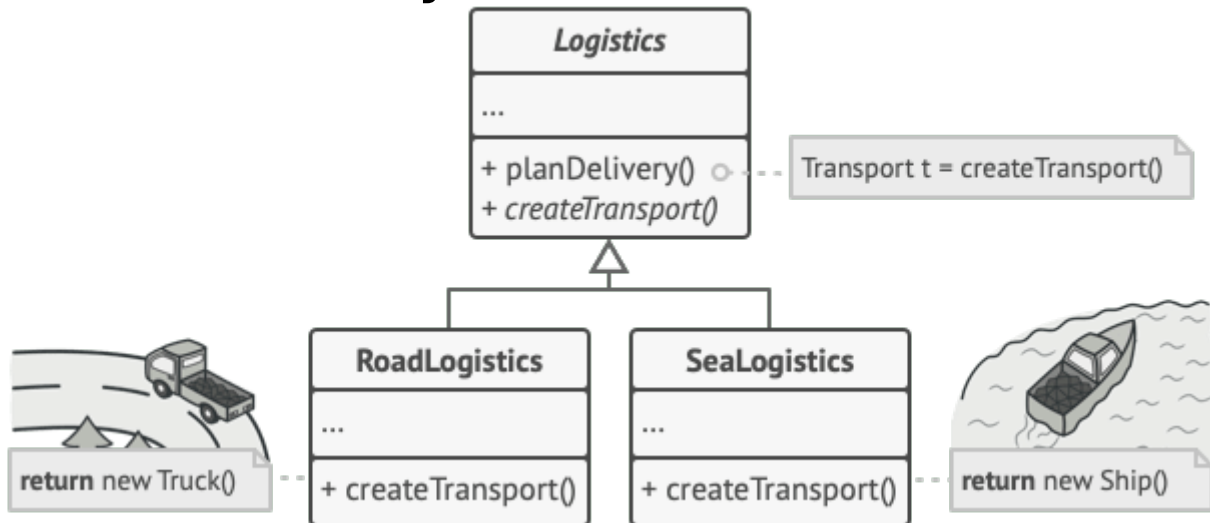 Logistics
...
+ planDelivery()
Transport t = createTransport()
+ createTransport()
RoadLogistics
...
+ createTransport()
return new Truck()
SeaLogistics
...
+ createTransport()
return new Ship()